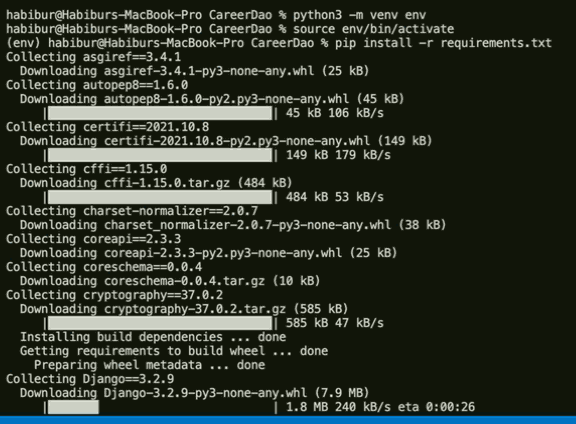 habibur@Habiburs-MacBook-Pro CareerDao % python3 -m venv env
habibur@Habiburs-MacBook-Pro CareerDao % source env/bin/activate
(env) habibur@Habiburs-MacBook-Pro CareerDao % pip install -r requirements.txt
Collecting asgiref==3.4.1
  Downloading asgiref-3.4.1-py3-none-any.whl (25 kB)
Collecting autopep8==1.6.0
  Downloading autopep8-1.6.0-py2.py3-none-any.whl (45 kB)
     |████████████████████████████████| 45 kB 106 kB/s
Collecting certifi==2021.10.8
  Downloading certifi-2021.10.8-py2.py3-none-any.whl (149 kB)
     |████████████████████████████████| 149 kB 179 kB/s
Collecting cffi==1.15.0
  Downloading cffi-1.15.0.tar.gz (484 kB)
     |████████████████████████████████| 484 kB 53 kB/s
Collecting charset-normalizer==2.0.7
  Downloading charset_normalizer-2.0.7-py3-none-any.whl (38 kB)
Collecting coreapi==2.3.3
  Downloading coreapi-2.3.3-py2.py3-none-any.whl (25 kB)
Collecting coreschema==0.0.4
  Downloading coreschema-0.0.4.tar.gz (10 kB)
Collecting cryptography==37.0.2
  Downloading cryptography-37.0.2.tar.gz (585 kB)
     |████████████████████████████████| 585 kB 47 kB/s
  Installing build dependencies ... done
  Getting requirements to build wheel ... done
    Preparing wheel metadata ... done
Collecting Django==3.2.9
  Downloading Django-3.2.9-py3-none-any.whl (7.9 MB)
     |███████                         | 1.8 MB 240 kB/s eta 0:00:26